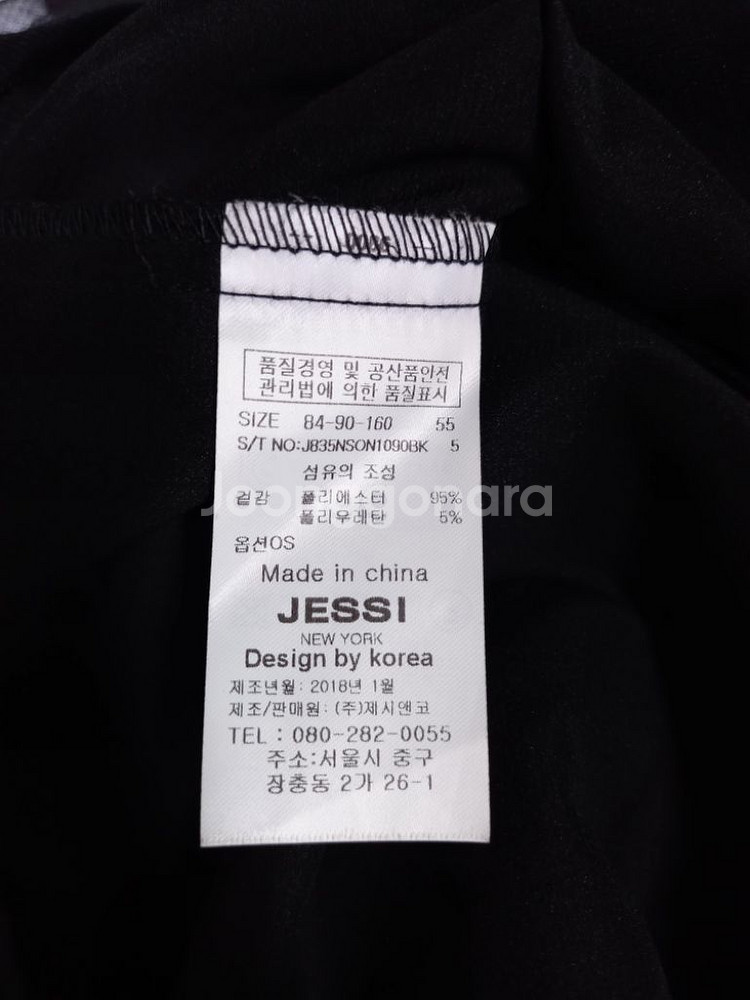 품질경영 및 공산품안전
관리법에 의한 품질표시
SIZE 84-90-160 55
S/T NO:J835NSON1090BK 5
섬유의 조성
겉감 폴리에스터 95%
폴리우레탄 5%
옵션OS
Made in china
JESSI
NEW YORK
Design by korea
제조년월: 2018년 1월
제조/판매원: (주)제시앤코
TEL : 080-282-0055
주소:서울시 중구
장충동 2가 26-1
Joongonara